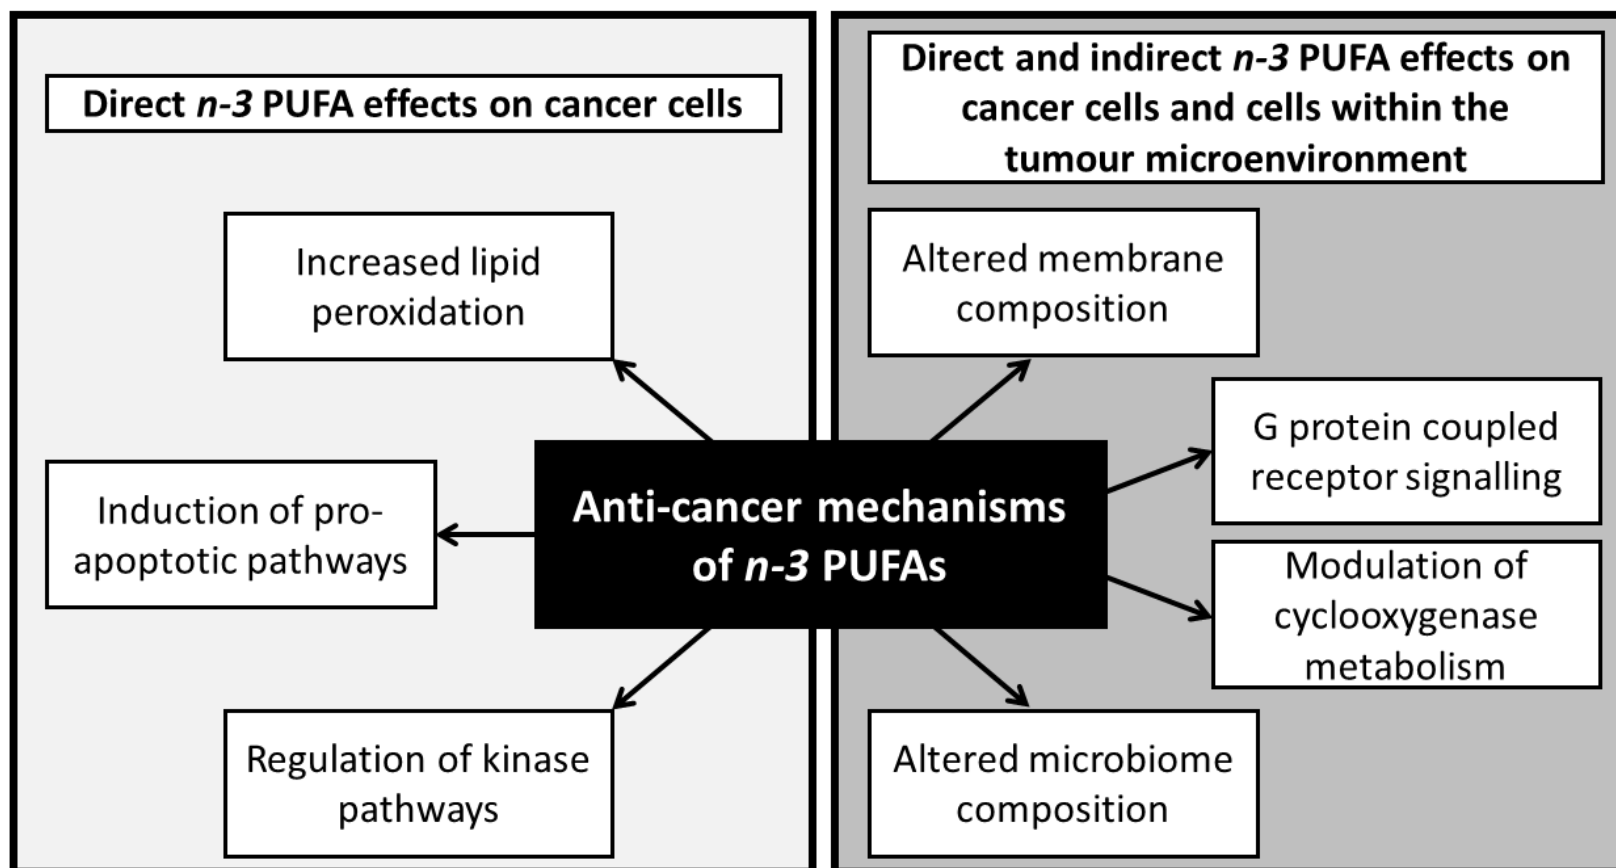 Direct n-3 PUFA effects on cancer cells
Increased lipid
peroxidation
Induction of pro-
apoptotic pathways
Regulation of kinase
pathways
Anti-cancer mechanisms
of n-3 PUFAs
Direct and indirect n-3 PUFA effects on
cancer cells and cells within the
tumour microenvironment
Altered membrane
composition
G protein coupled
receptor signalling
Modulation of
cyclooxygenase
metabolism
Altered microbiome
composition